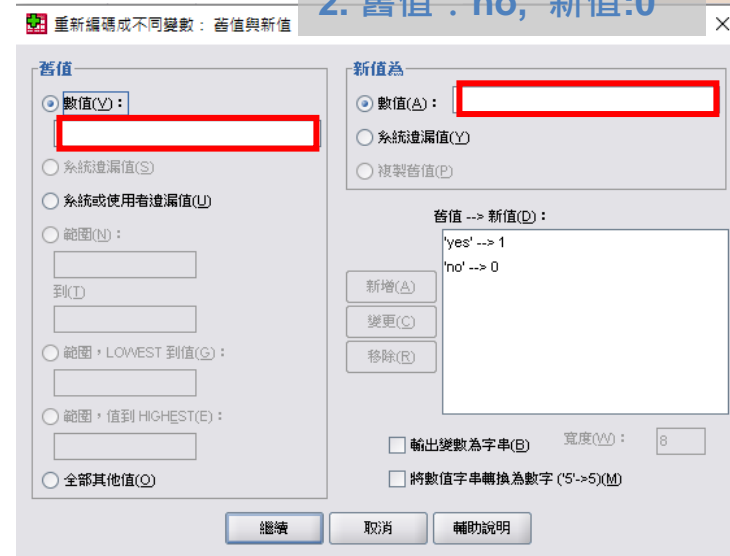 2. 舊值：no, 新值:0
重新編碼成不同變數： 舊值與新值
舊值
數值(V)：
系統遺漏值(S)
系統或使用者遺漏值(U)
範圍(N)：
到(T)
範圍，LOWEST 到值(G)：
範圍，值到 HIGHEST(E)：
全部其他值(O)
新值為
數值(A)：
系統遺漏值(Y)
複製舊值(P)
舊值 --> 新值(D)：
'yes' --> 1
'no' --> 0
新增(A)
變更(C)
移除(R)
輸出變數為字串(B)
寬度(W)：
8
將數值字串轉換為數字 ('5'->5)(M)
繼續
取消
輔助說明